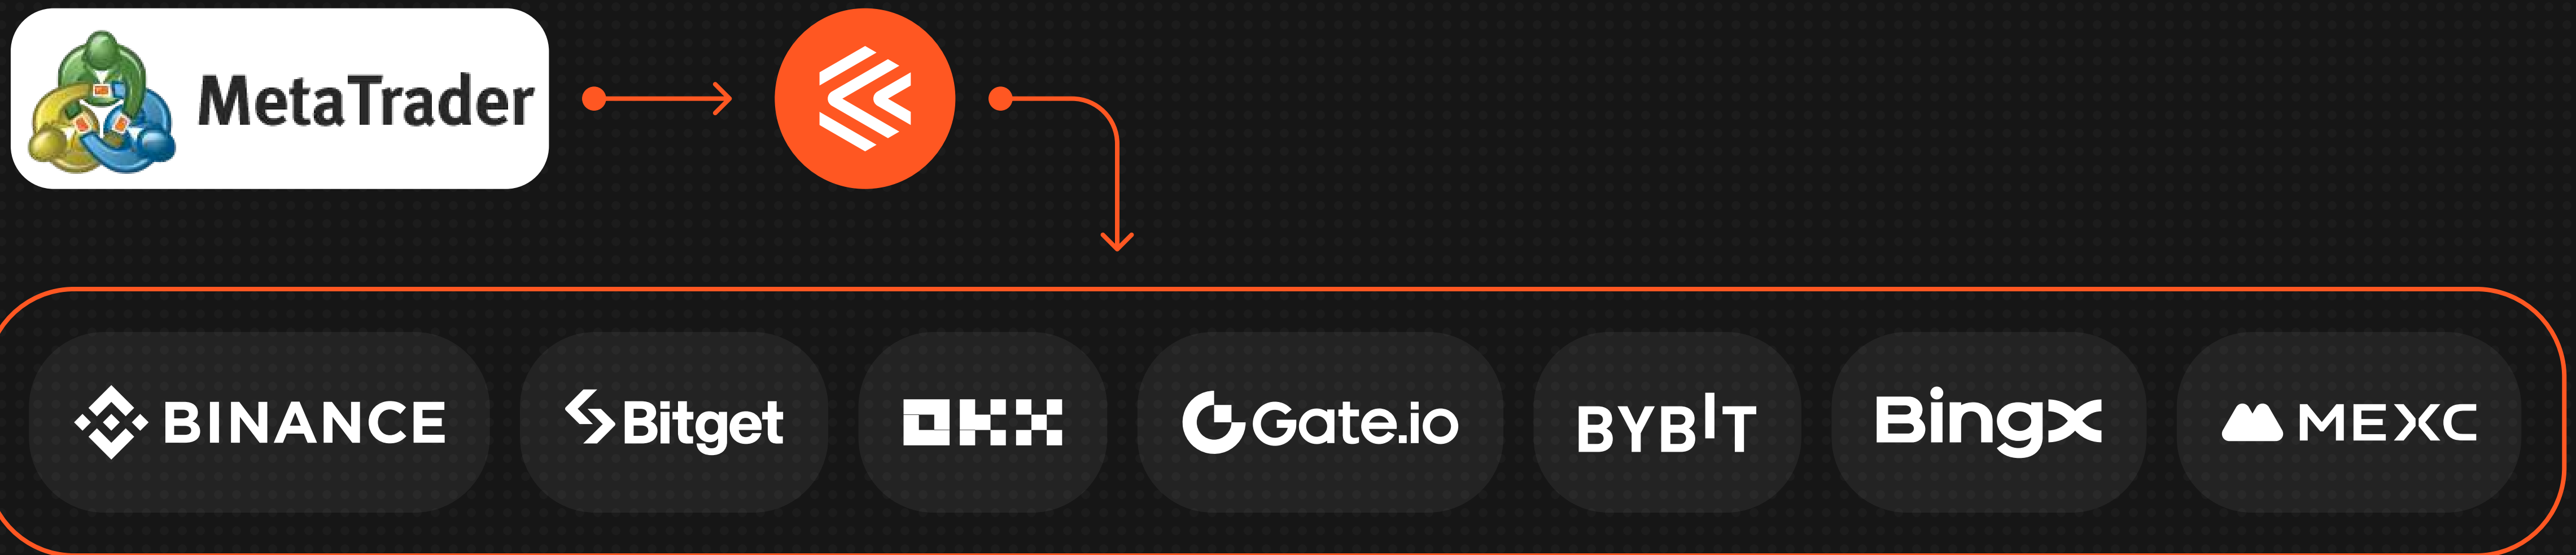 MetaTrader
BINANCE
Bitget
OKX
Gate.io
BYBIT
BingX
MEXC